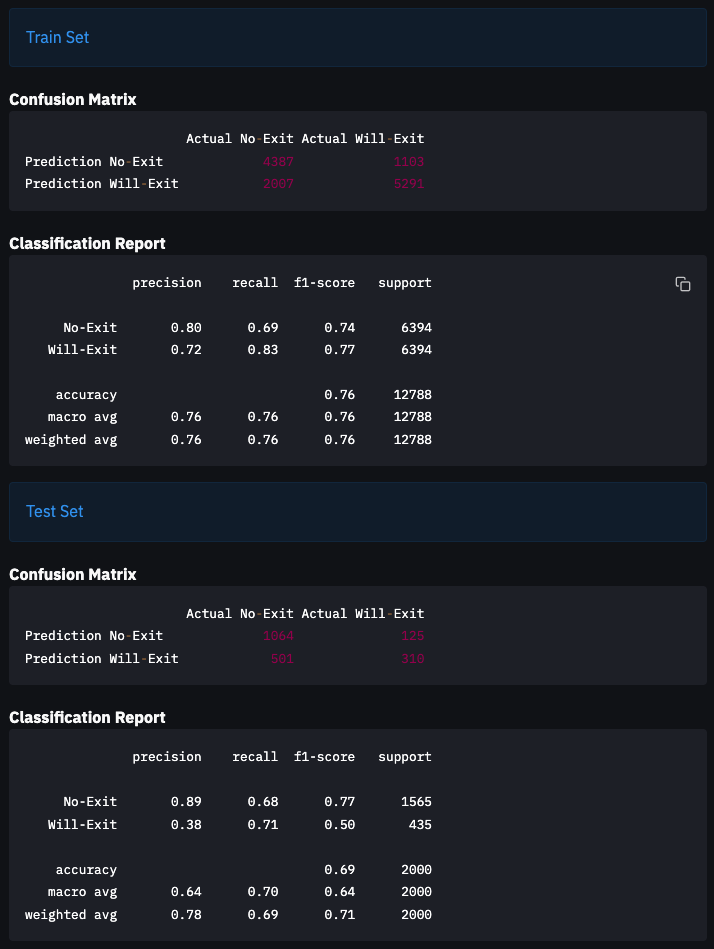 Train Set
Confusion Matrix
Actual No-Exit Actual Will-Exit
Prediction No-Exit 4387 1103
Prediction Will-Exit 2007 5291
Classification Report
precision recall f1-score support
No-Exit 0.80 0.69 0.74 6394
Will-Exit 0.72 0.83 0.77 6394
accuracy 0.76 12788
macro avg 0.76 0.76 0.76 12788
weighted avg 0.76 0.76 0.76 12788
Test Set
Confusion Matrix
Actual No-Exit Actual Will-Exit
Prediction No-Exit 1064 125
Prediction Will-Exit 501 310
Classification Report
precision recall f1-score support
No-Exit 0.89 0.68 0.77 1565
Will-Exit 0.38 0.71 0.50 435
accuracy 0.69 2000
macro avg 0.64 0.70 0.64 2000
weighted avg 0.78 0.69 0.71 2000